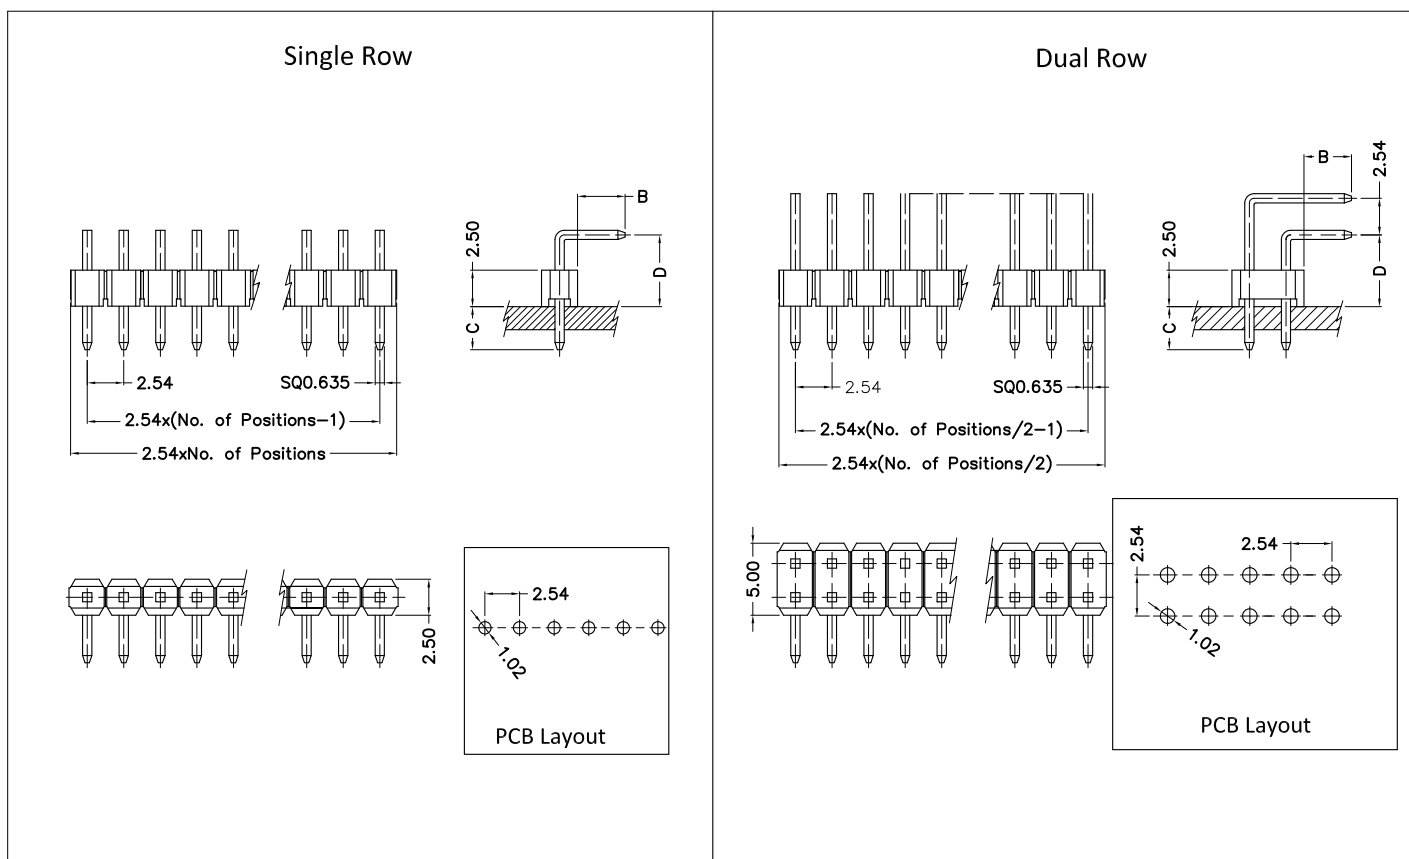 Single Row
B
2.50
D
C
2.54
SQ0.635
2.54x(No. of Positions-1)
2.54xNo. of Positions
2.50
2.54
1.02
PCB Layout
Dual Row
B
2.54
2.50
D
C
2.54
SQ0.635
2.54x(No. of Positions/2-1)
2.54x(No. of Positions/2)
5.00
2.54
2.54
1.02
PCB Layout